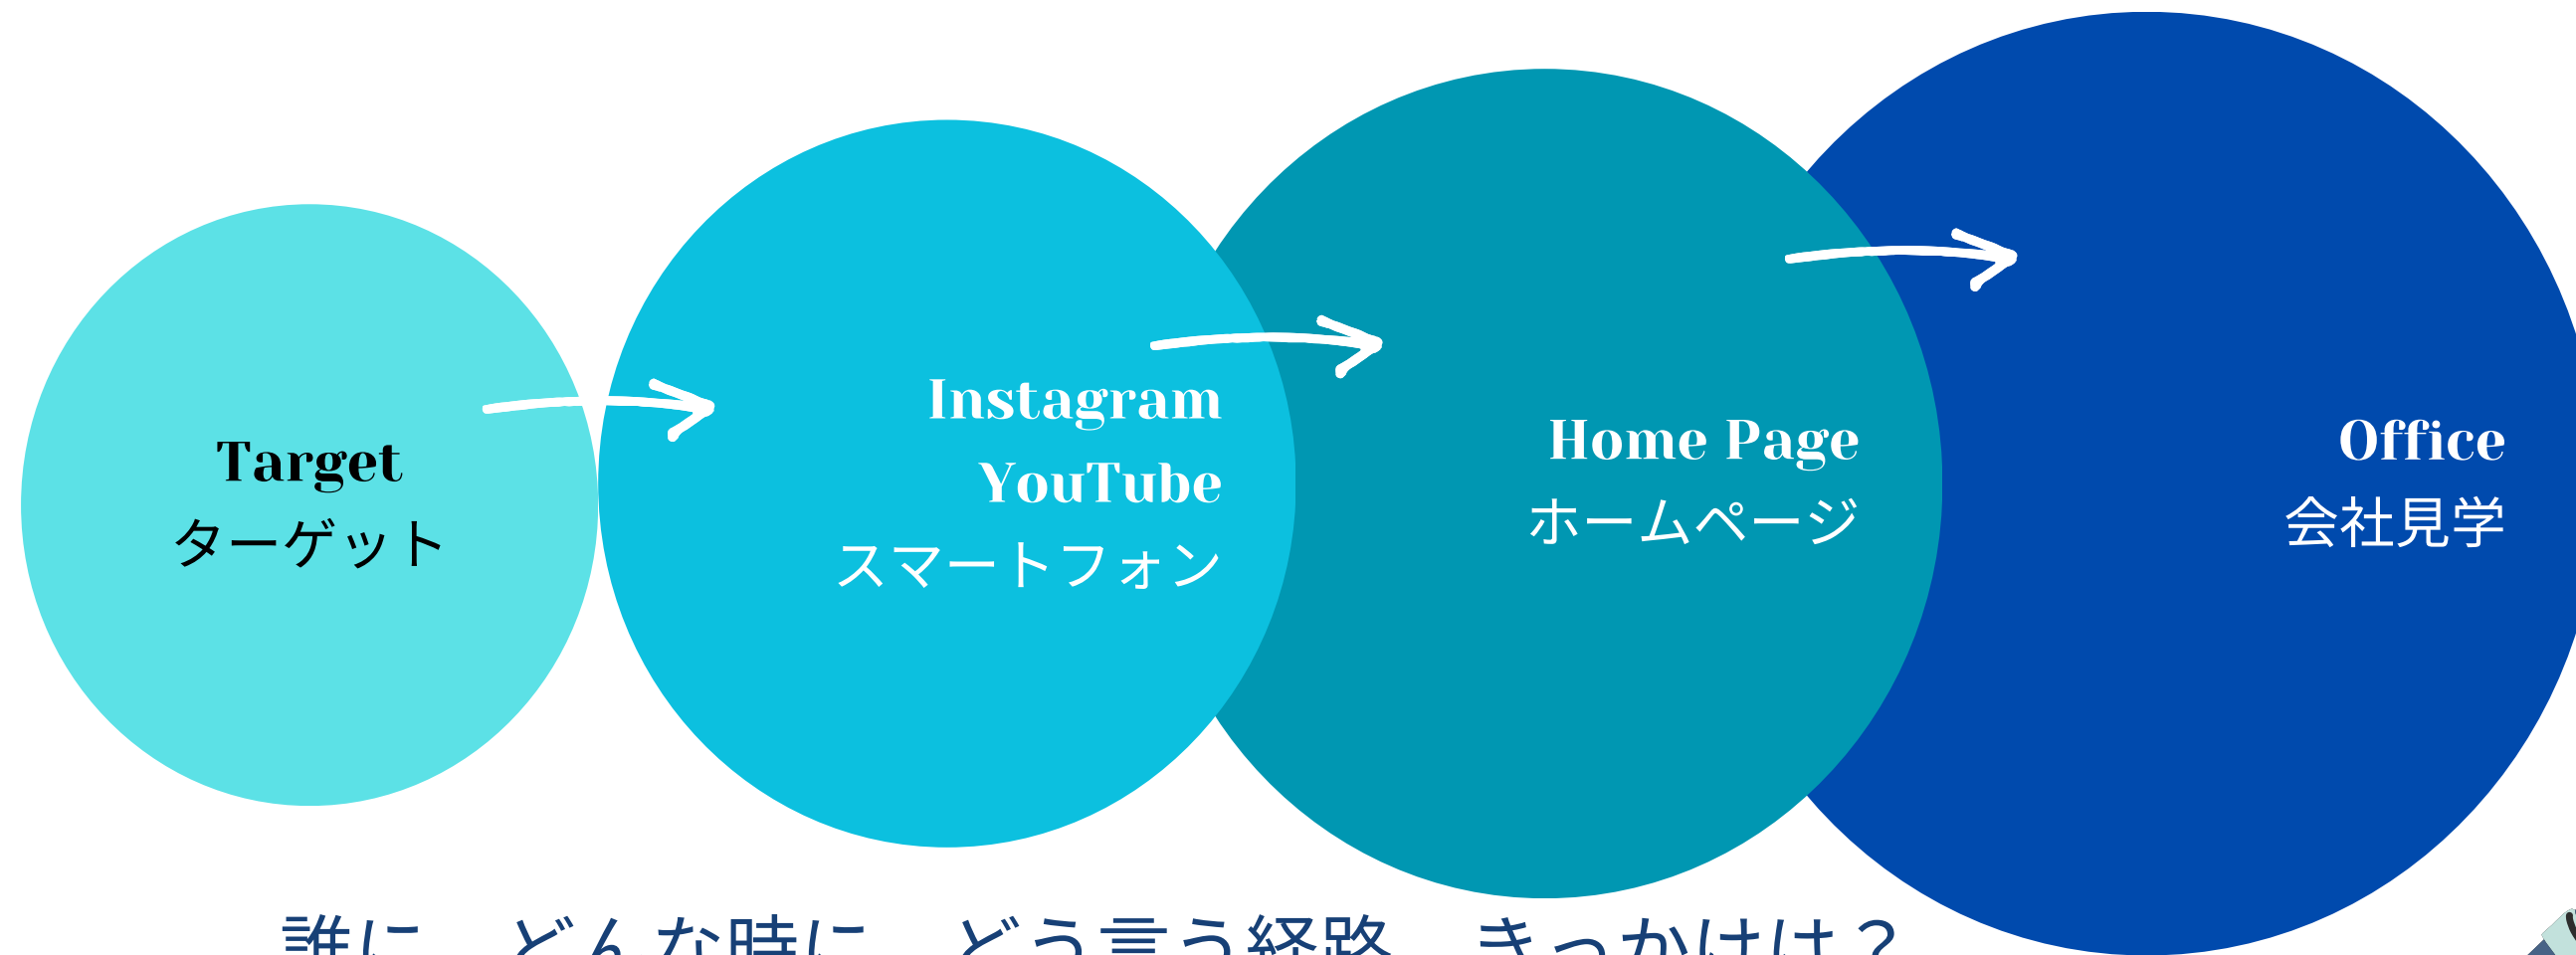 Target
ターゲット
Instagram
YouTube
スマートフォン
Home Page
ホームページ
Office
会社見学
誰に どんな時に どう言う経路 きっかけは？